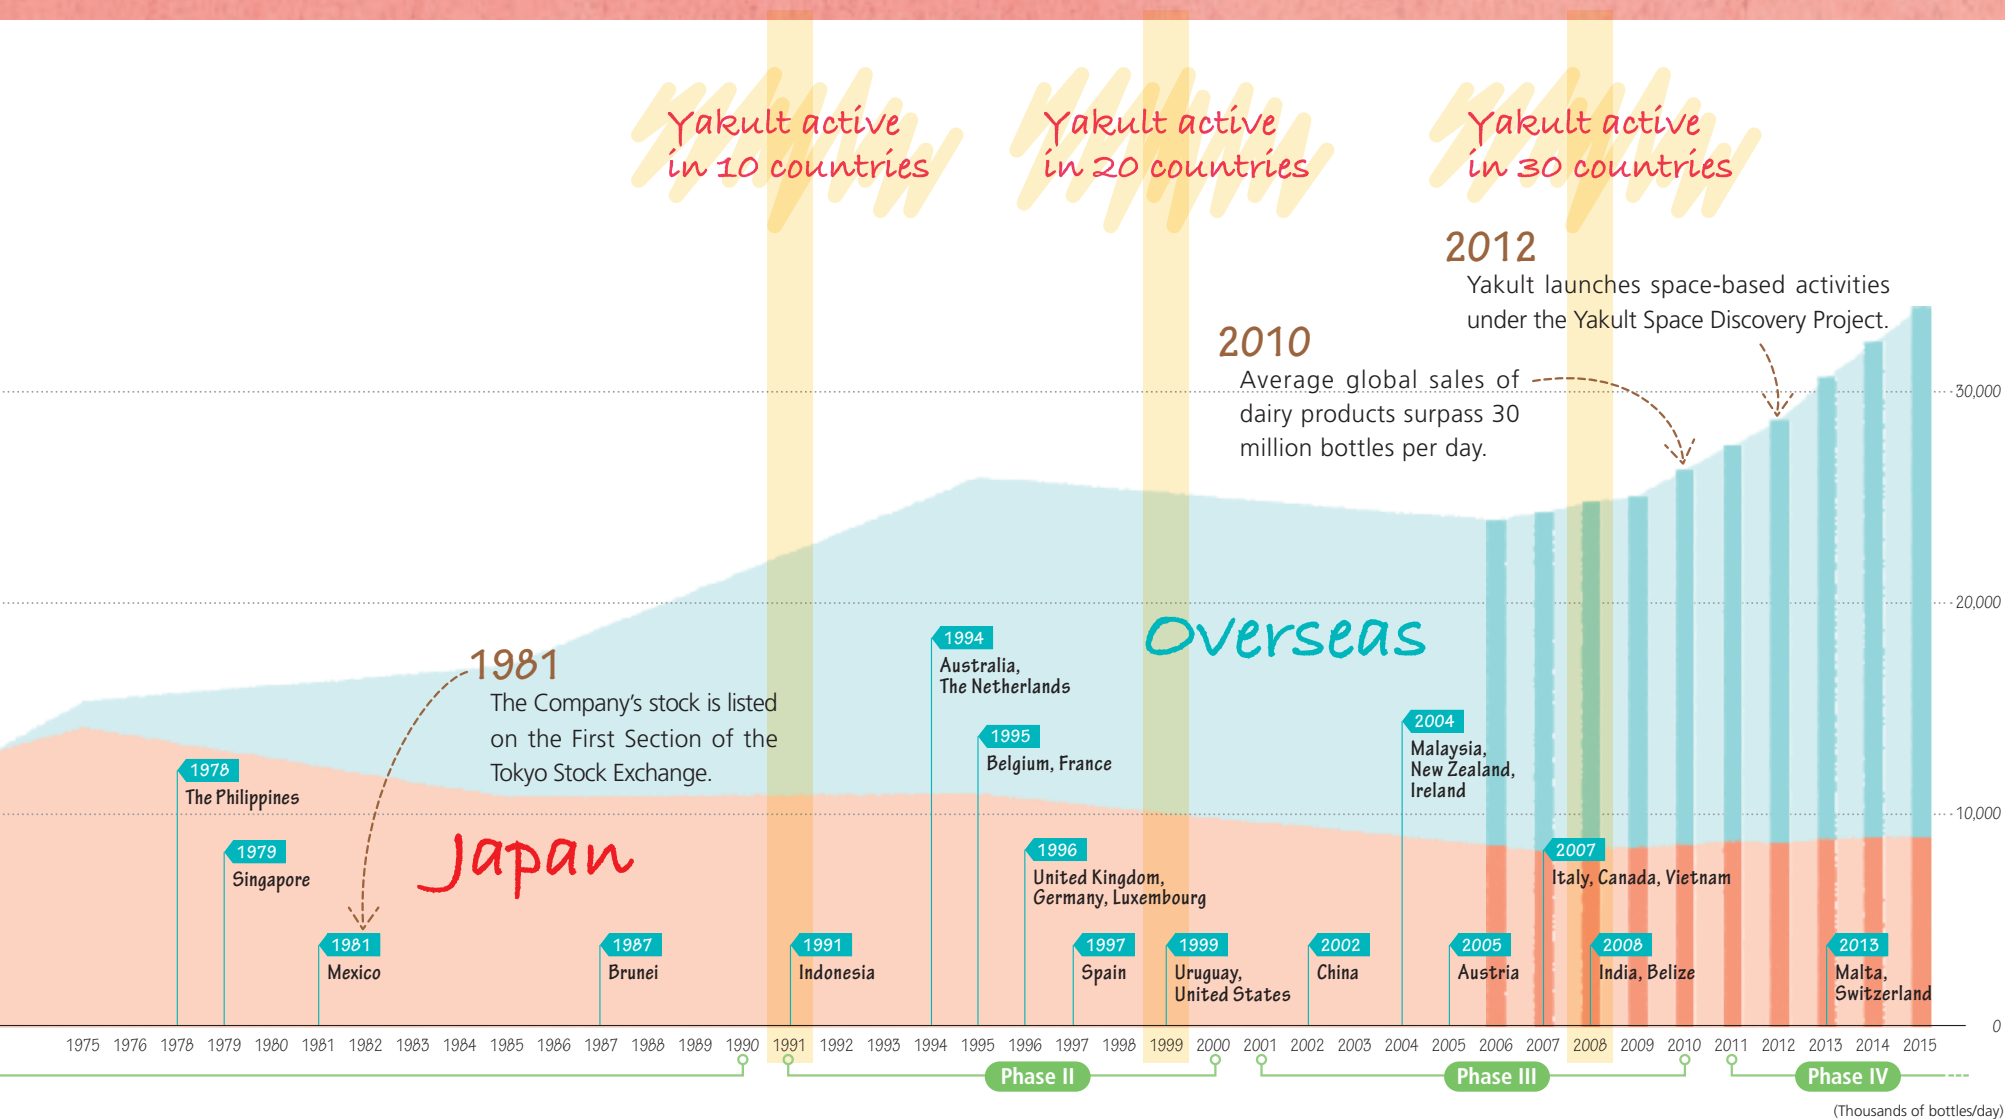 Yakult active
in 10 countries
Yakult active
in 20 countries
Yakult active
in 30 countries
2012
Yakult launches space-based activities
under the Yakult Space Discovery Project.
2010
Average global sales of
dairy products surpass 30
million bottles per day.
30,000
20,000
10,000
0
Overseas
Japan
1981
The Company's stock is listed
on the First Section of the
Tokyo Stock Exchange.
1978
The Philippines
1979
Singapore
1981
Mexico
1987
Brunei
1991
Indonesia
1994
Australia,
The Netherlands
1995
Belgium, France
1996
United Kingdom,
Germany, Luxembourg
1997
Spain
1999
Uruguay,
United States
2002
China
2004
Malaysia,
New Zealand,
Ireland
2005
Austria
2007
Italy, Canada, Vietnam
2008
India, Belize
2013
Malta,
Switzerland
1975 1976 1978 1979 1980 1981 1982 1983 1984 1985 1986 1987 1988 1989 1990 1991 1992 1993 1994 1995 1996 1997 1998 1999 2000 2001 2002 2003 2004 2005 2006 2007 2008 2009 2010 2011 2012 2013 2014 2015
Phase II
Phase III
Phase IV
(Thousands of bottles/day)